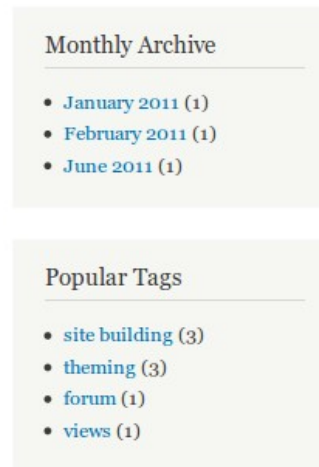 Monthly Archive
• January 2011 (1)
• February 2011 (1)
• June 2011 (1)
Popular Tags
• site building (3)
• theming (3)
• forum (1)
• views (1)